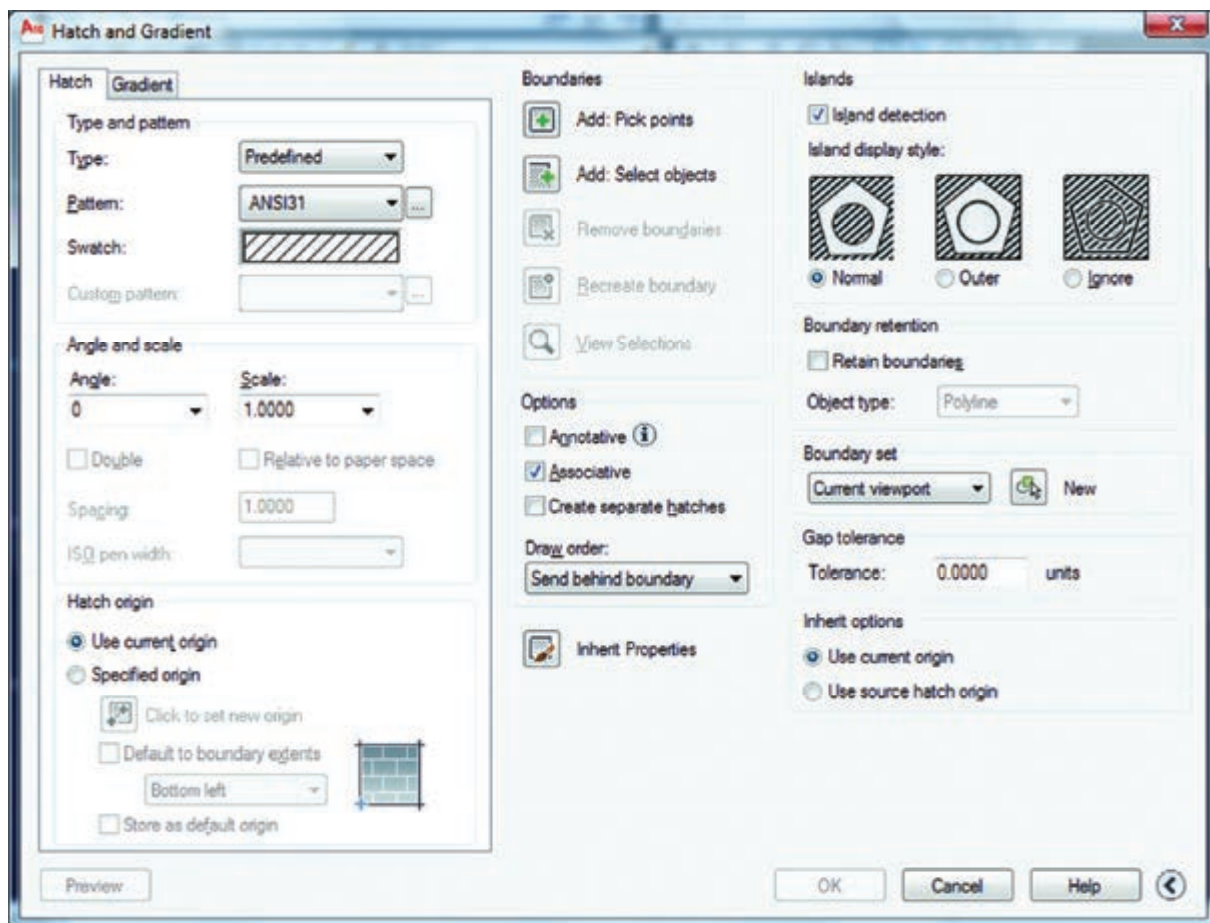 Hatch and Gradient
Hatch
Gradient
Type and pattern
Type:
Predefined
Pattern:
ANSI31
...
Swatch:
Custom pattern:
...
Angle and scale
Angle:
Scale:
0
1.0000
Double
Relative to paper space
Spacing:
1.0000
ISO pen width:
Hatch origin
Use current origin
Specified origin
Click to set new origin
Default to boundary extents
Bottom left
Store as default origin
Preview
Boundaries
Add: Pick points
Add: Select objects
Remove boundaries
Recreate boundary
View Selections
Options
Annotative
Associative
Create separate hatches
Draw order:
Send behind boundary
Inherit Properties
Islands
Island detection
Island display style:
Normal
Outer
Ignore
Boundary retention
Retain boundaries
Object type:
Polyline
Boundary set
Current viewport
New
Gap tolerance
Tolerance:
0.0000
units
Inherit options
Use current origin
Use source hatch origin
OK
Cancel
Help